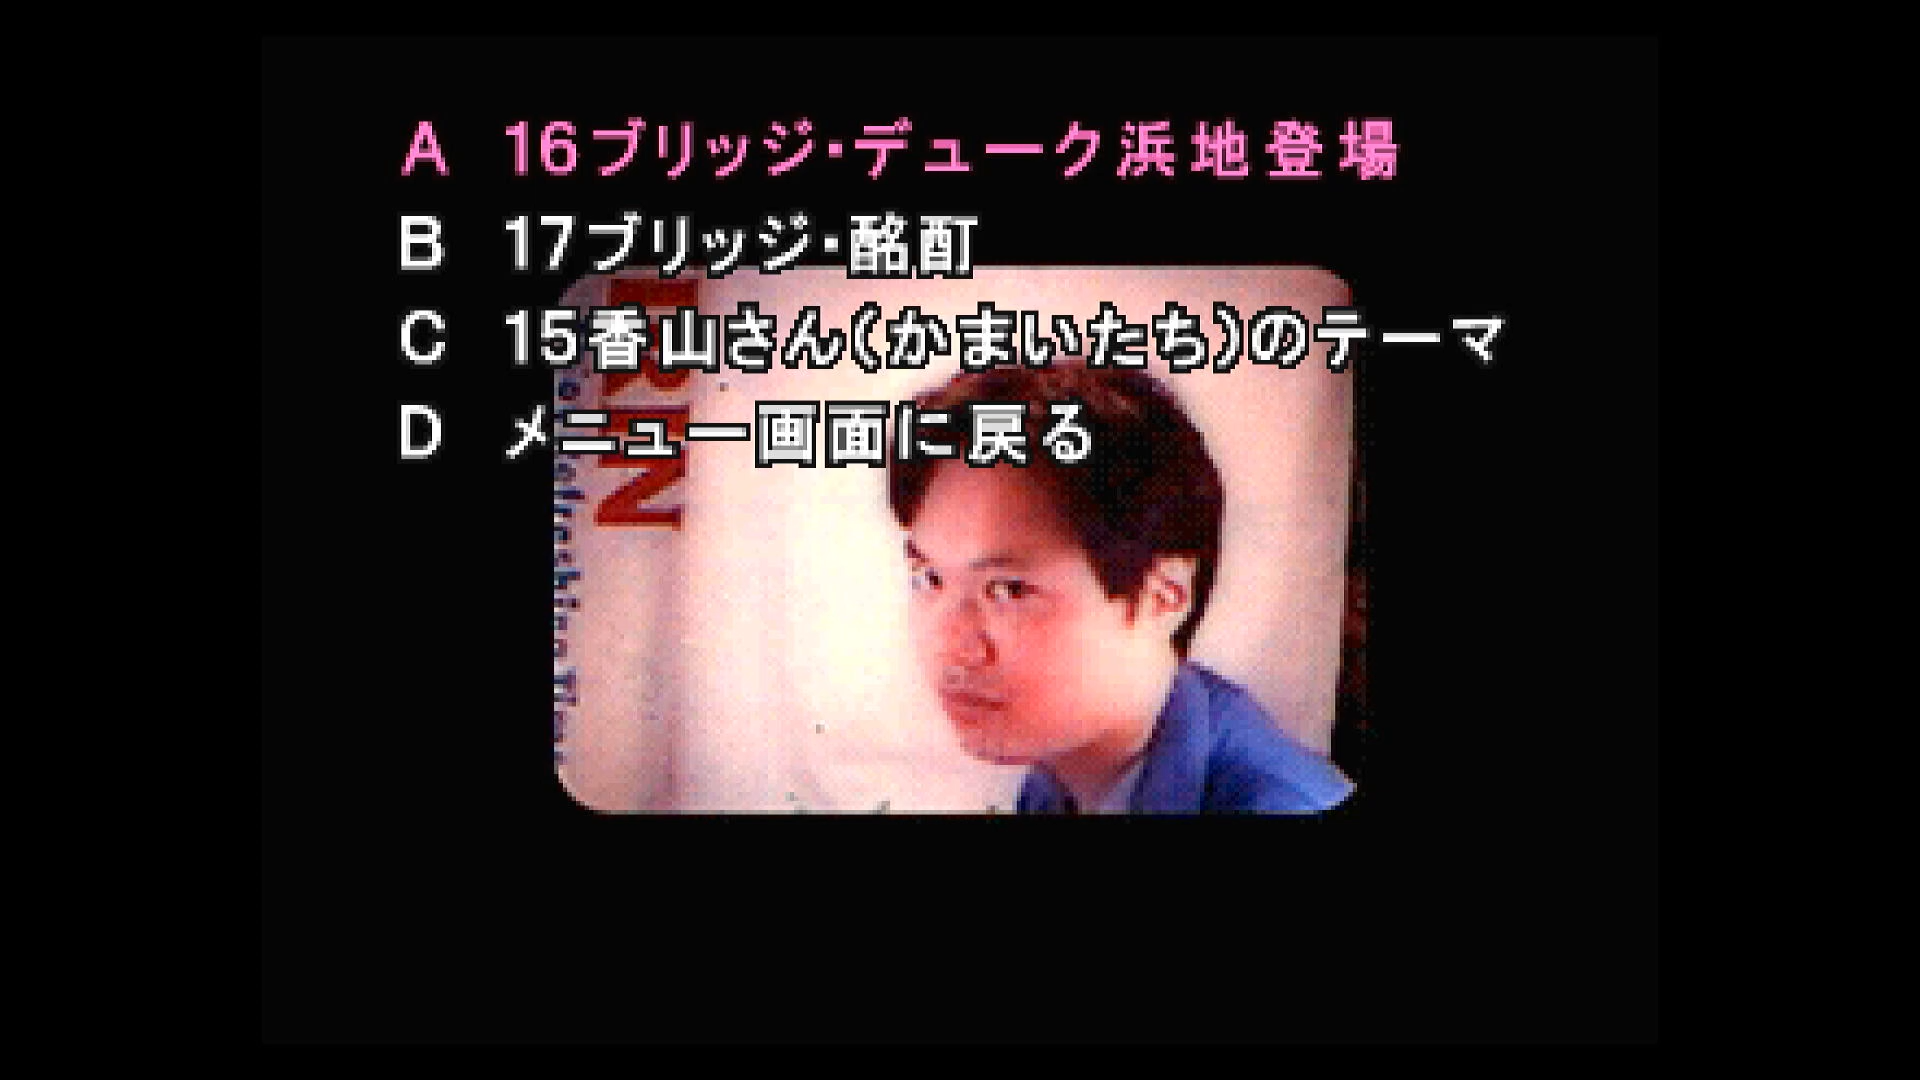 A 16ブリッジ・デューク浜地登場
B 17ブリッジ・酩酊
C 15香山さん(かまいたち)のテーマ
D メニュー画面に戻る